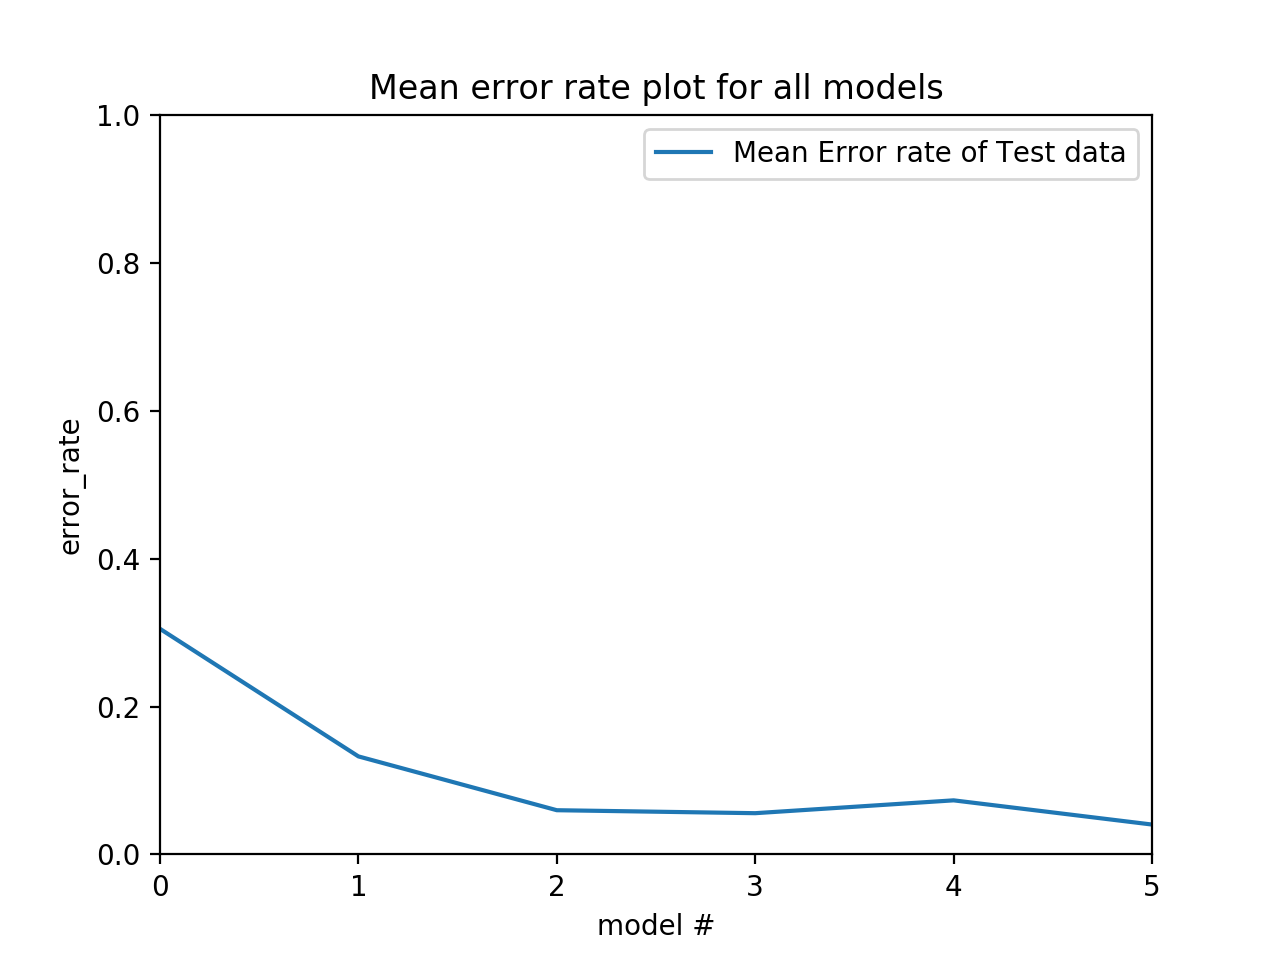 Mean error rate plot for all models
1.0
Mean Error rate of Test data
0.8
0.6
error_rate
0.4
0.2
0.0
0 1 2 3 4 5
model #